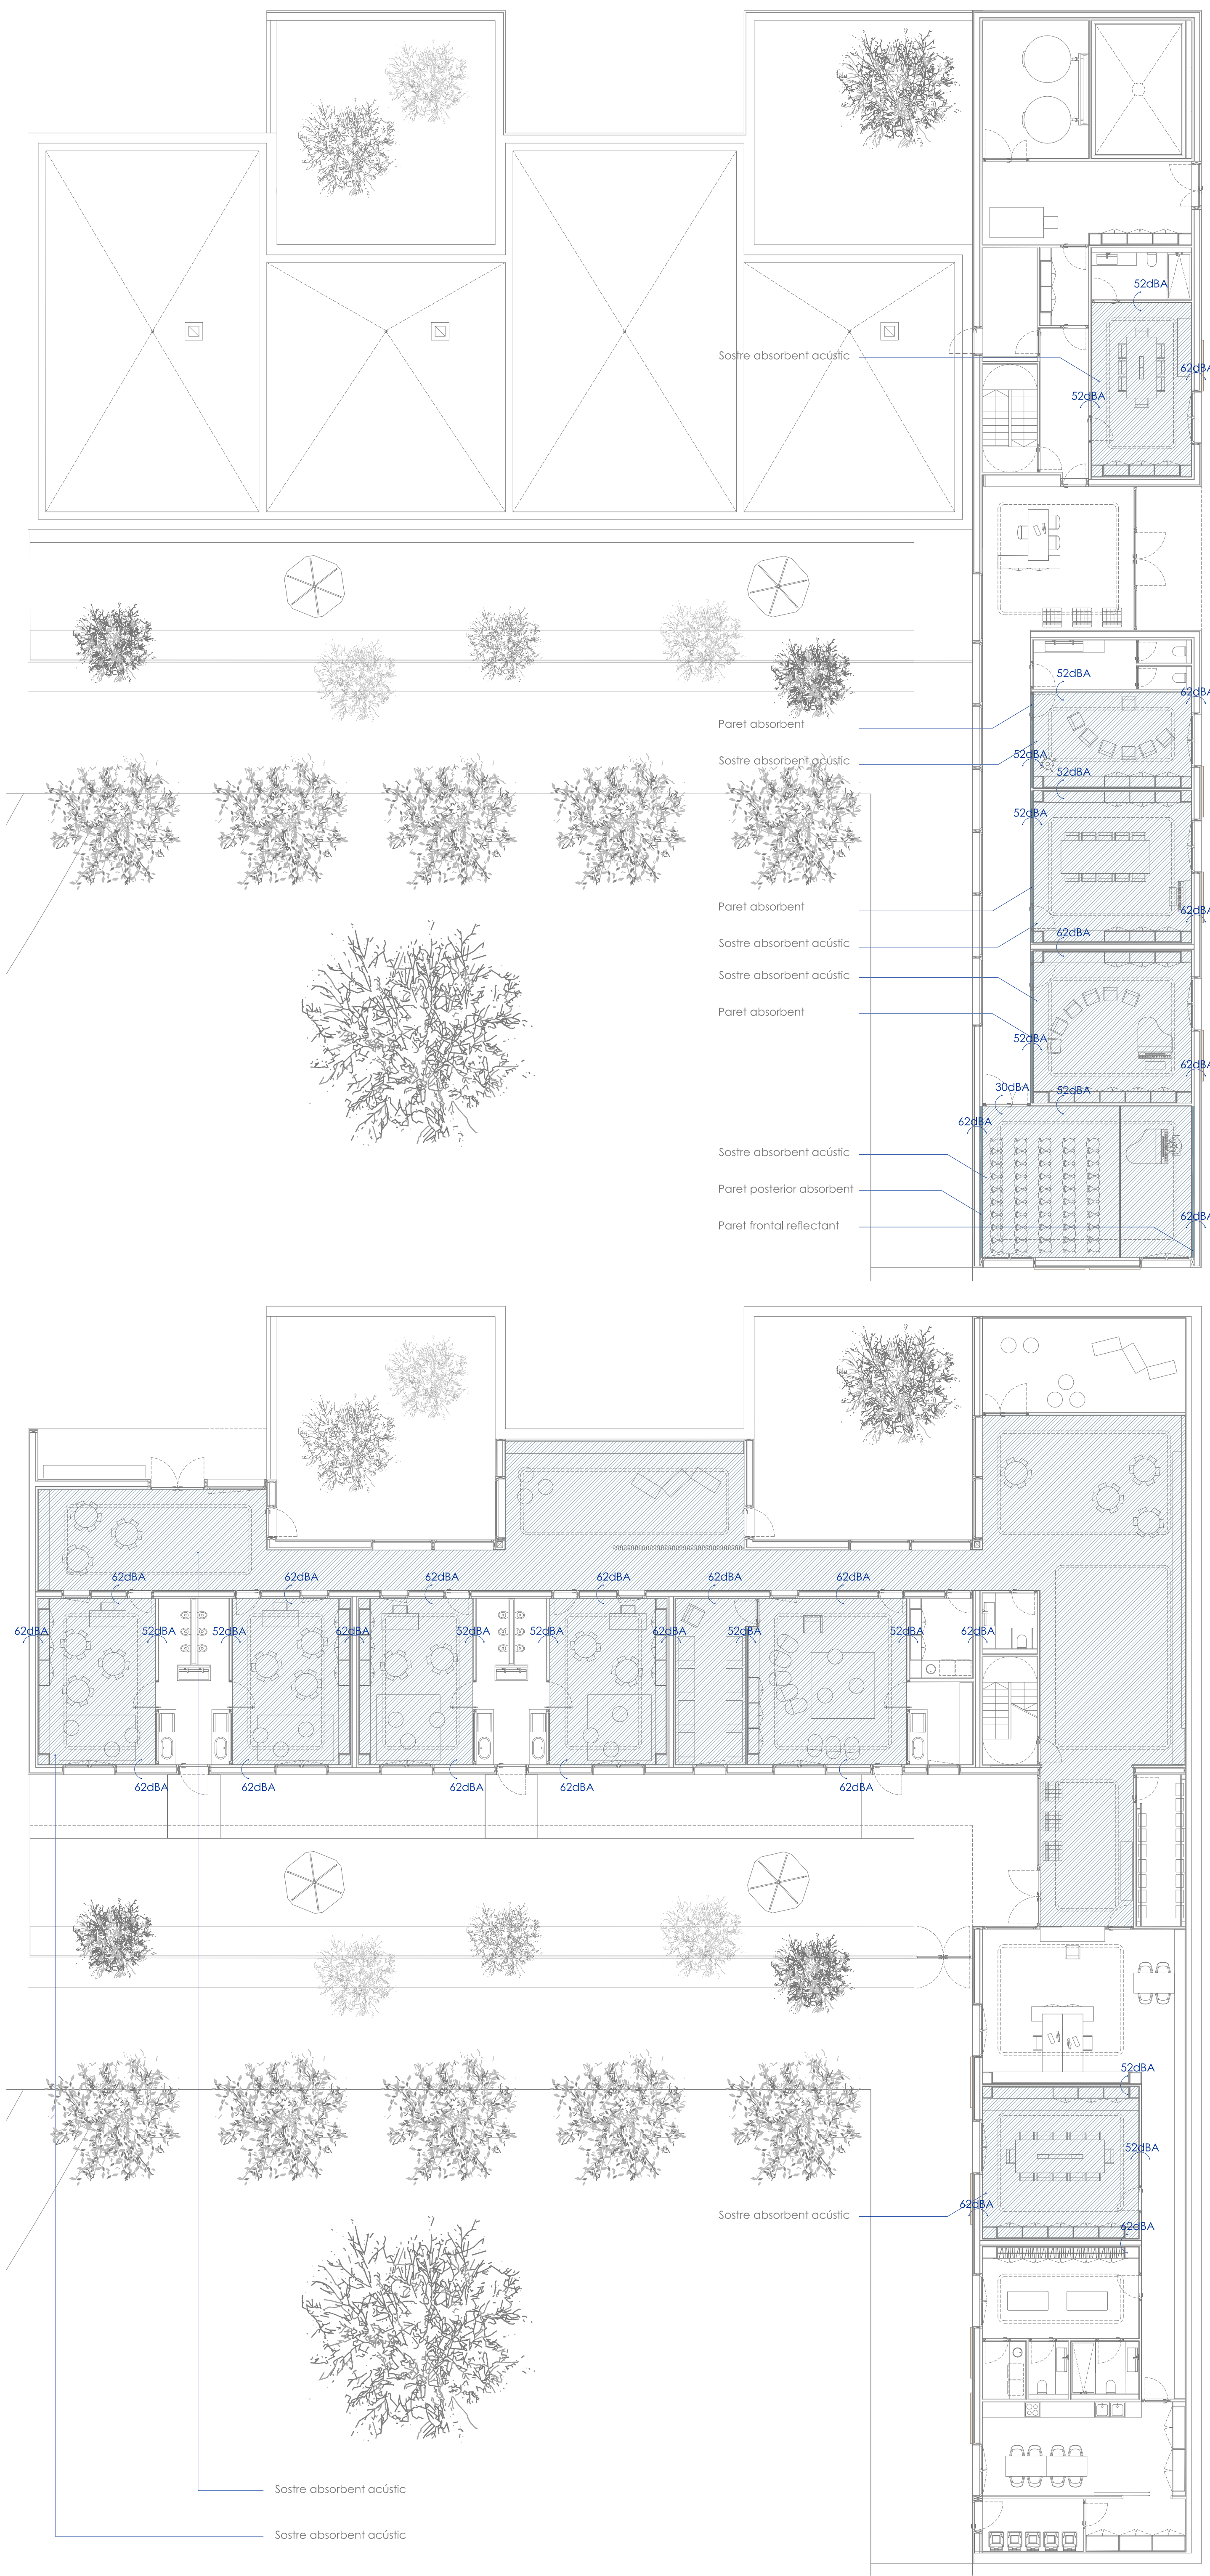 52dBA
Sostre absorbent acústic
62dBA
52dBA
52dBA
62dBA
Paret absorbent
52dBA
Sostre absorbent acústic
52dBA
52dBA
Paret absorbent
62dBA
62dBA
Sostre absorbent acústic
Sostre absorbent acústic
Paret absorbent
52dBA
62dBA
30dBA
52dBA
62dBA
Sostre absorbent acústic
Paret posterior absorbent
62dBA
Paret frontal reflectant
62dBA
62dBA
62dBA
62dBA
62dBA
62dBA
62dBA
52dBA
52dBA
62dBA
52dBA
52dBA
62dBA
52dBA
52dBA
62dBA
62dBA
62dBA
62dBA
62dBA
62dBA
52dBA
52dBA
62dBA
Sostre absorbent acústic
62dBA
Sostre absorbent acústic
Sostre absorbent acústic